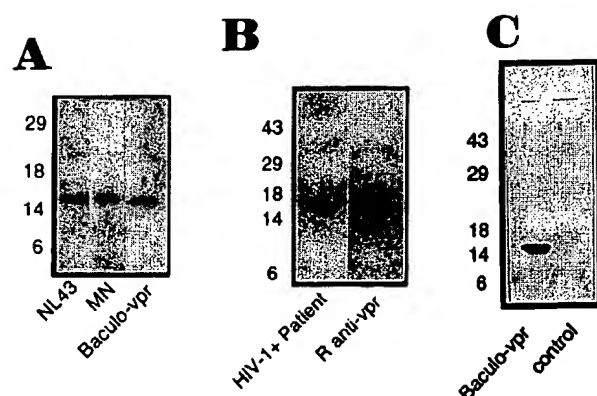 A
29
18
14
6
NL43
MN
Baculo-vpr
B
43
29
18
14
6
HIV-1+ Patient
R anti-vpr
C
43
29
18
14
6
Baculo-vpr
control